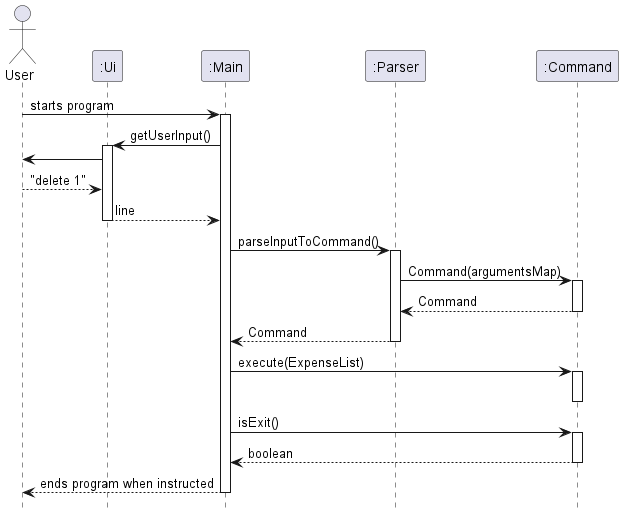 User
:Ui
:Main
:Parser
:Command
starts program
getUserInput()
"delete 1"
line
parseInputToCommand()
Command(argumentsMap)
Command
Command
execute(ExpenseList)
isExit()
boolean
ends program when instructed